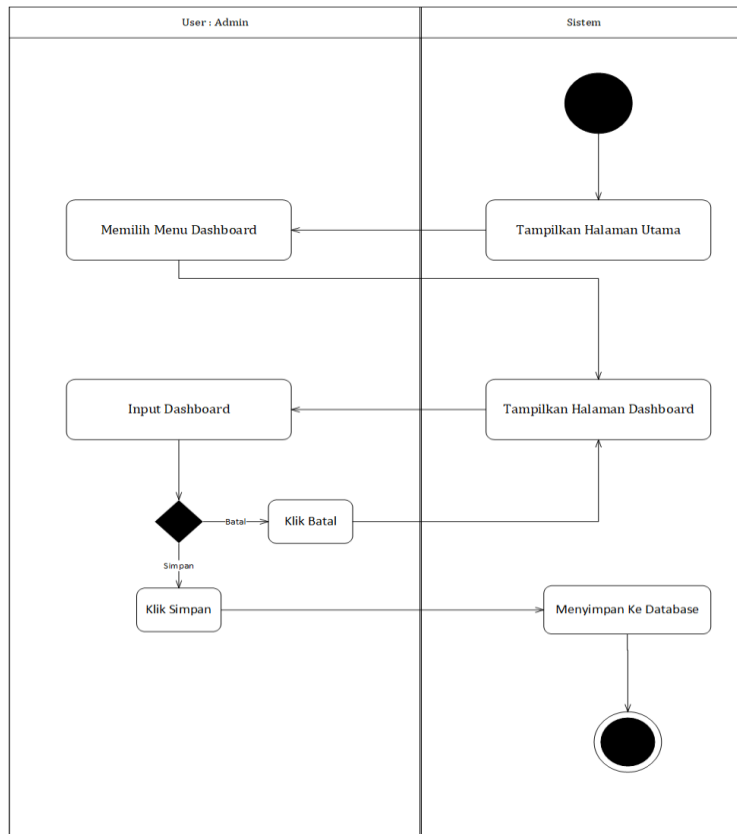 User : Admin
Sistem
Memilih Menu Dashboard
Tampilkan Halaman Utama
Input Dashboard
Tampilkan Halaman Dashboard
Batal
Klik Batal
Simpan
Klik Simpan
Menyimpan Ke Database